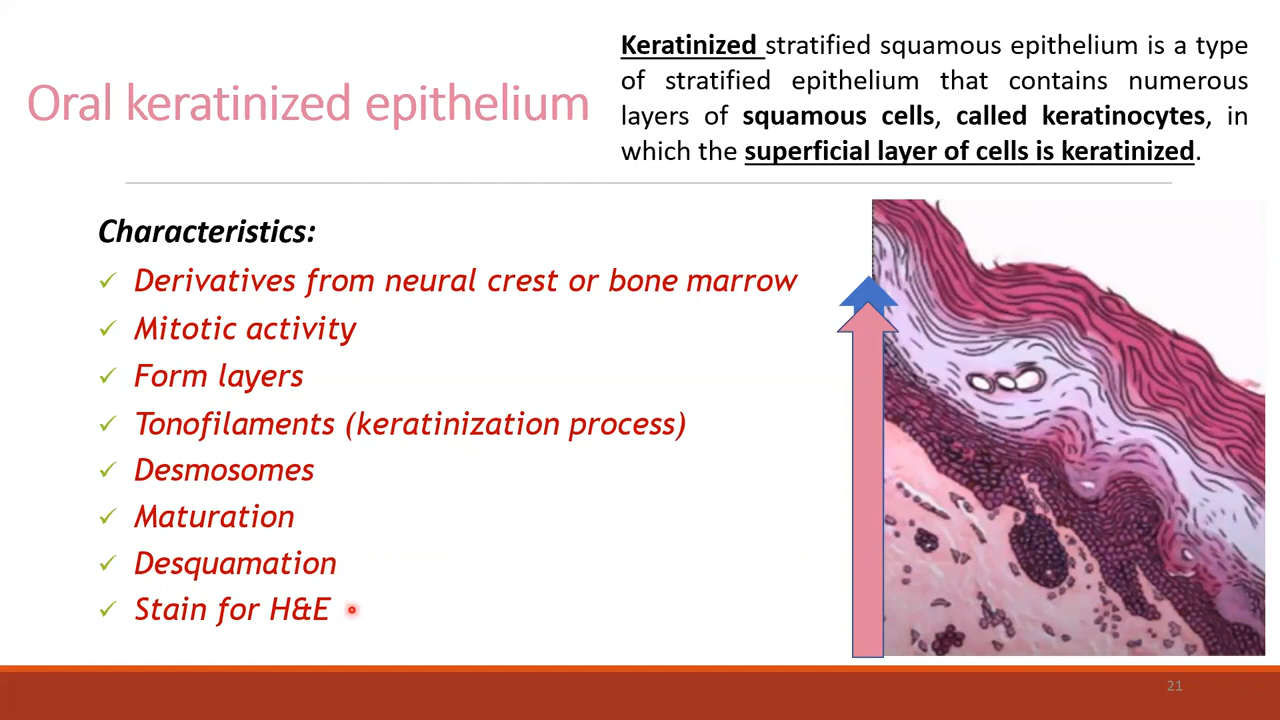 Oral keratinized epithelium
Keratinized stratified squamous epithelium is a type
of stratified epithelium that contains numerous
layers of squamous cells, called keratinocytes, in
which the superficial layer of cells is keratinized.
Characteristics:
✓ Derivatives from neural crest or bone marrow
✓ Mitotic activity
✓ Form layers
✓ Tonofilaments (keratinization process)
✓ Desmosomes
✓ Maturation
✓ Desquamation
✓ Stain for H&E
21